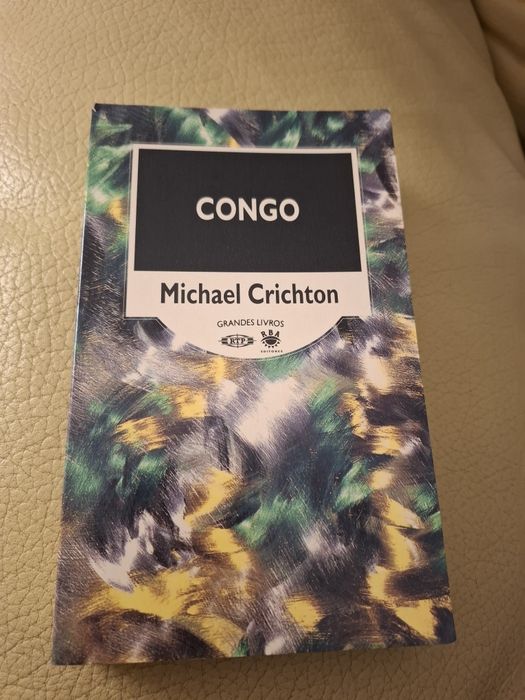 CONGO
Michael Crichton
GRANDES LIVROS
RTP
RBA
EDITORES